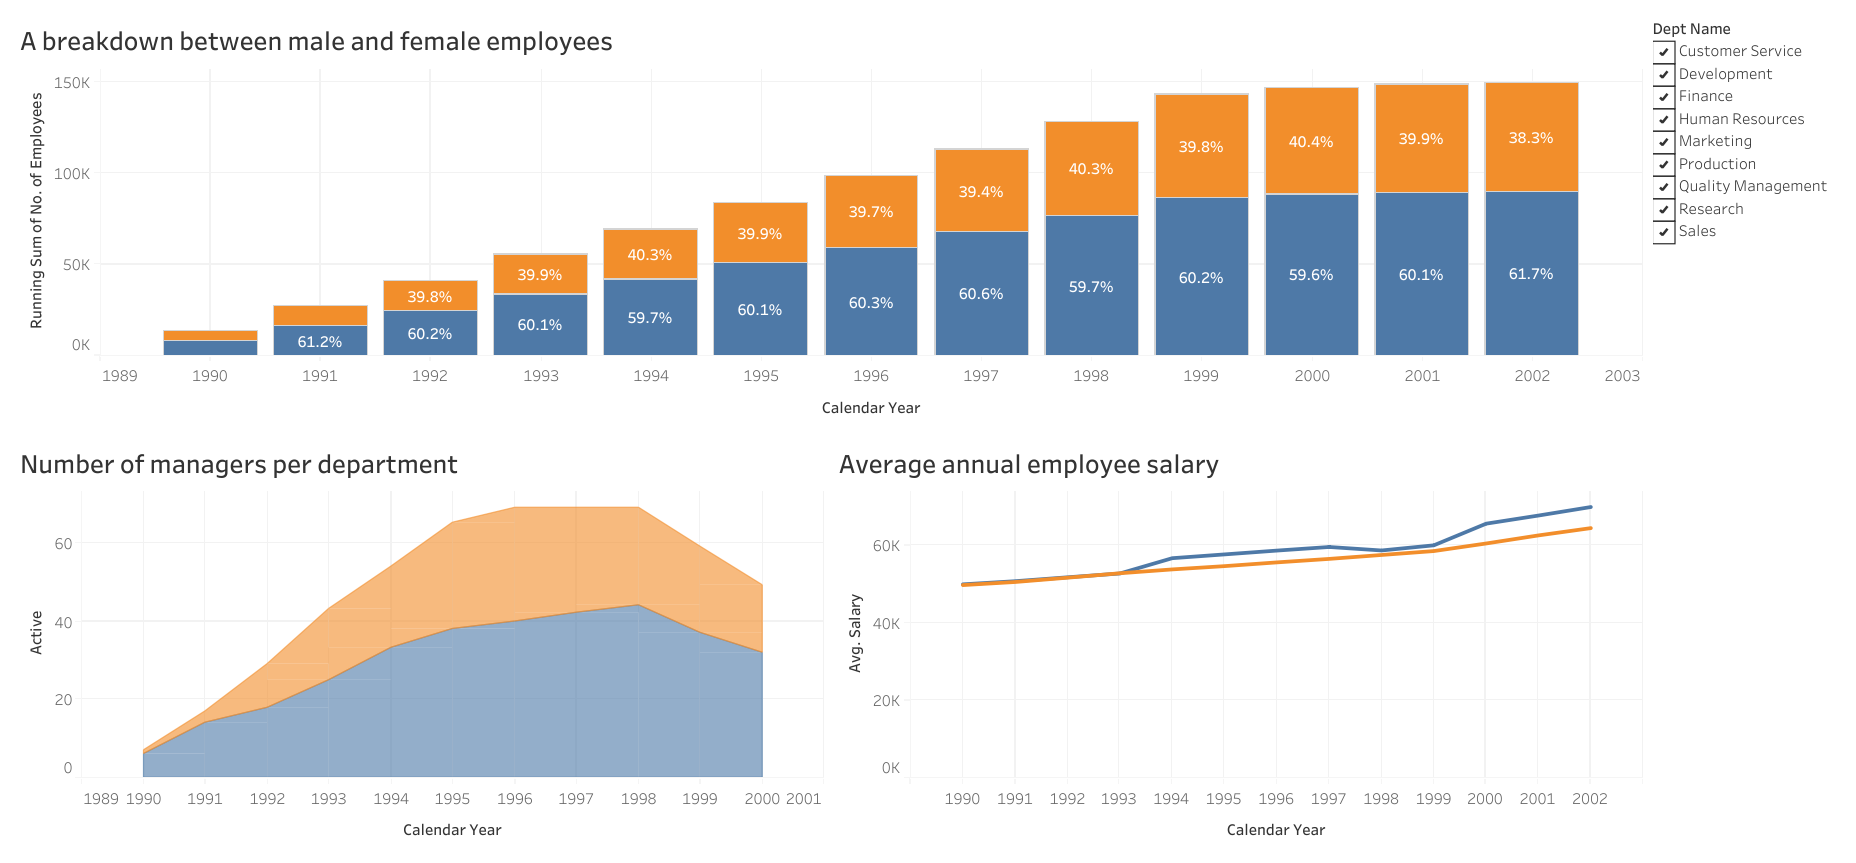 A breakdown between male and female employees
Running Sum of No. of Employees
150K
100K
50K
0K
39.8%
39.9%
40.3%
39.9%
39.7%
39.4%
40.3%
39.8%
40.4%
39.9%
38.3%
61.2%
60.2%
60.1%
59.7%
60.1%
60.3%
60.6%
59.7%
60.2%
59.6%
60.1%
61.7%
1989 1990 1991 1992 1993 1994 1995 1996 1997 1998 1999 2000 2001 2002 2003
Calendar Year
Dept Name
Customer Service
Development
Finance
Human Resources
Marketing
Production
Quality Management
Research
Sales
Number of managers per department
Active
60
40
20
0
1989 1990 1991 1992 1993 1994 1995 1996 1997 1998 1999 2000 2001
Calendar Year
Average annual employee salary
Avg. Salary
60K
40K
20K
0K
1990 1991 1992 1993 1994 1995 1996 1997 1998 1999 2000 2001 2002
Calendar Year